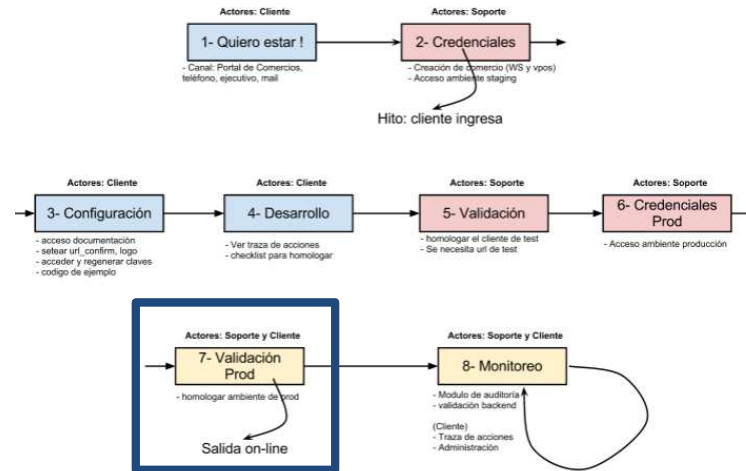 Actores: Cliente
1- Quiero estar !
- Canal: Portal de Comercios,
teléfono, ejecutivo, mail
Actores: Soporte
2- Credenciales
- Creación de comercio (WS y vpos)
- Acceso ambiente staging
Hito: cliente ingresa
Actores: Cliente
3- Configuración
- acceso documentación
- setear url_confirm, logo
- acceder y regenerar claves
- codigo de ejemplo
Actores: Cliente
4- Desarrollo
- Ver traza de acciones
- checklist para homologar
Actores: Soporte
5- Validación
- homologar el cliente de test
- Se necesita url de test
Actores: Soporte
6- Credenciales
Prod
- Acceso ambiente producción
Actores: Soporte y Cliente
7- Validación
Prod
- homologar ambiente de prod
Salida on-line
Actores: Soporte y Cliente
8- Monitoreo
- Modulo de auditoría
- validación backend
(Cliente)
- Traza de acciones
- Administración